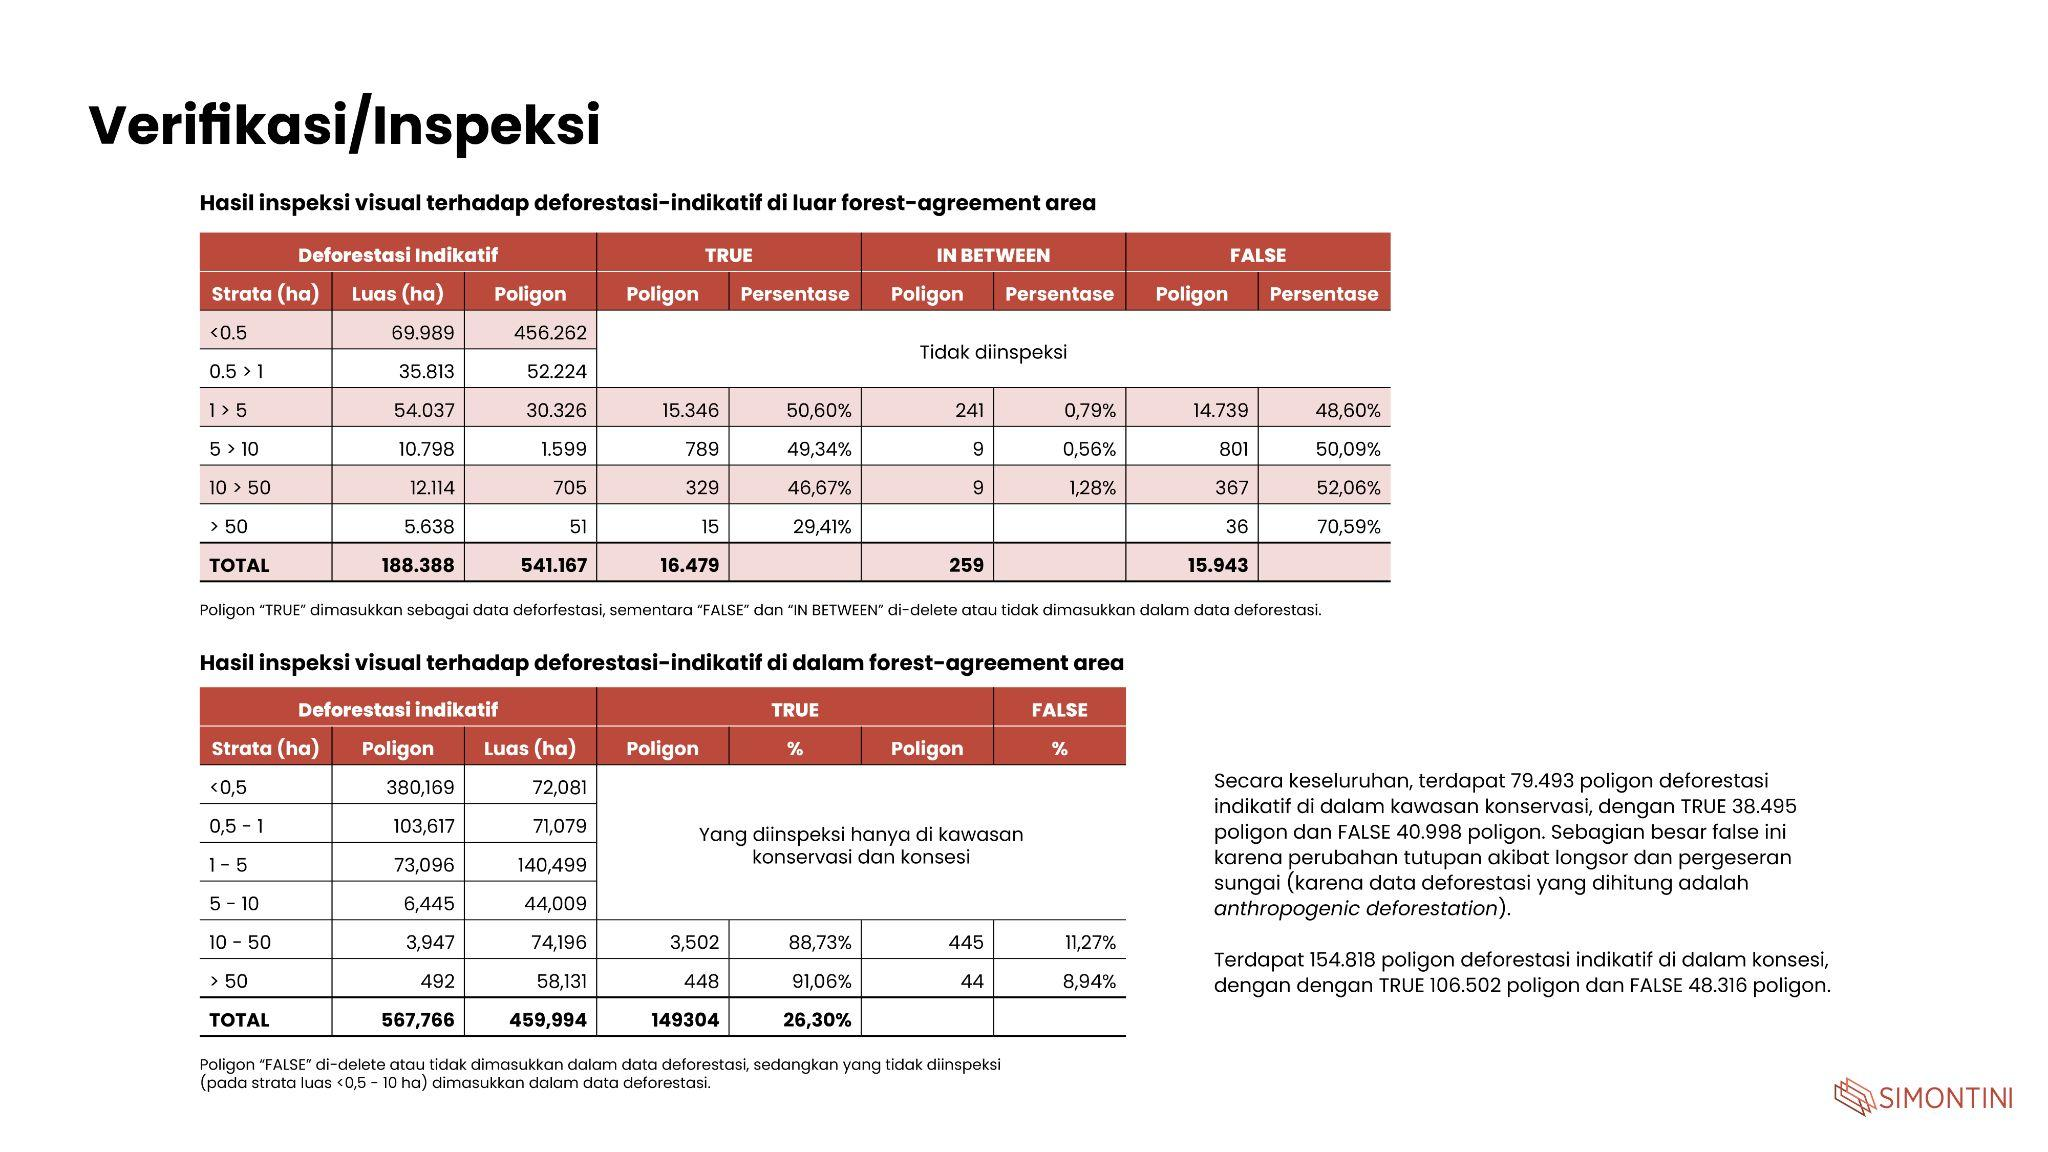 Verifikasi/Inspeksi
Hasil inspeksi visual terhadap deforestasi-indikatif di luar forest-agreement area
Deforestasi Indikatif TRUE IN BETWEEN FALSE
Strata (ha) Luas (ha) Poligon Poligon Persentase Poligon Persentase Poligon Persentase
<0.5 69.989 456.262
Tidak diinspeksi
0.5 > 1 35.813 52.224
1 > 5 54.037 30.326 15.346 50,60% 241 0,79% 14.739 48,60%
5 > 10 10.798 1.599 789 49,34% 9 0,56% 801 50,09%
10 > 50 12.114 705 329 46,67% 9 1,28% 367 52,06%
> 50 5.638 51 15 29,41% 36 70,59%
TOTAL 188.388 541.167 16.479 259 15.943
Poligon “TRUE” dimasukkan sebagai data deforfestasi, sementara “FALSE” dan “IN BETWEEN” di-delete atau tidak dimasukkan dalam data deforestasi.
Hasil inspeksi visual terhadap deforestasi-indikatif di dalam forest-agreement area
Deforestasi indikatif TRUE FALSE
Strata (ha) Poligon Luas (ha) Poligon % Poligon %
<0,5 380,169 72,081
0,5 - 1 103,617 71,079
Yang diinspeksi hanya di kawasan
konservasi dan konsesi
1 - 5 73,096 140,499
5 - 10 6,445 44,009
10 - 50 3,947 74,196 3,502 88,73% 445 11,27%
> 50 492 58,131 448 91,06% 44 8,94%
TOTAL 567,766 459,994 149304 26,30%
Poligon “FALSE” di-delete atau tidak dimasukkan dalam data deforestasi, sedangkan yang tidak diinspeksi
(pada strata luas <0,5 - 10 ha) dimasukkan dalam data deforestasi.
Secara keseluruhan, terdapat 79.493 poligon deforestasi
indikatif di dalam kawasan konservasi, dengan TRUE 38.495
poligon dan FALSE 40.998 poligon. Sebagian besar false ini
karena perubahan tutupan akibat longsor dan pergeseran
sungai (karena data deforestasi yang dihitung adalah
anthropogenic deforestation).
Terdapat 154.818 poligon deforestasi indikatif di dalam konsesi,
dengan dengan TRUE 106.502 poligon dan FALSE 48.316 poligon.
SIMONTINI